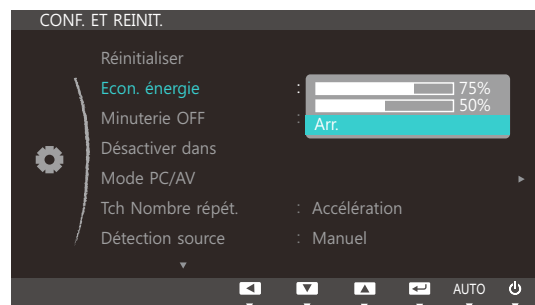 CONF. ET REINIT.
Réinitialiser
Econ. énergie : 75%
50%
Arr.
Minuterie OFF :
Désactiver dans
Mode PC/AV
Tch Nombre répét. : Accélération
Détection source : Manuel
AUTO